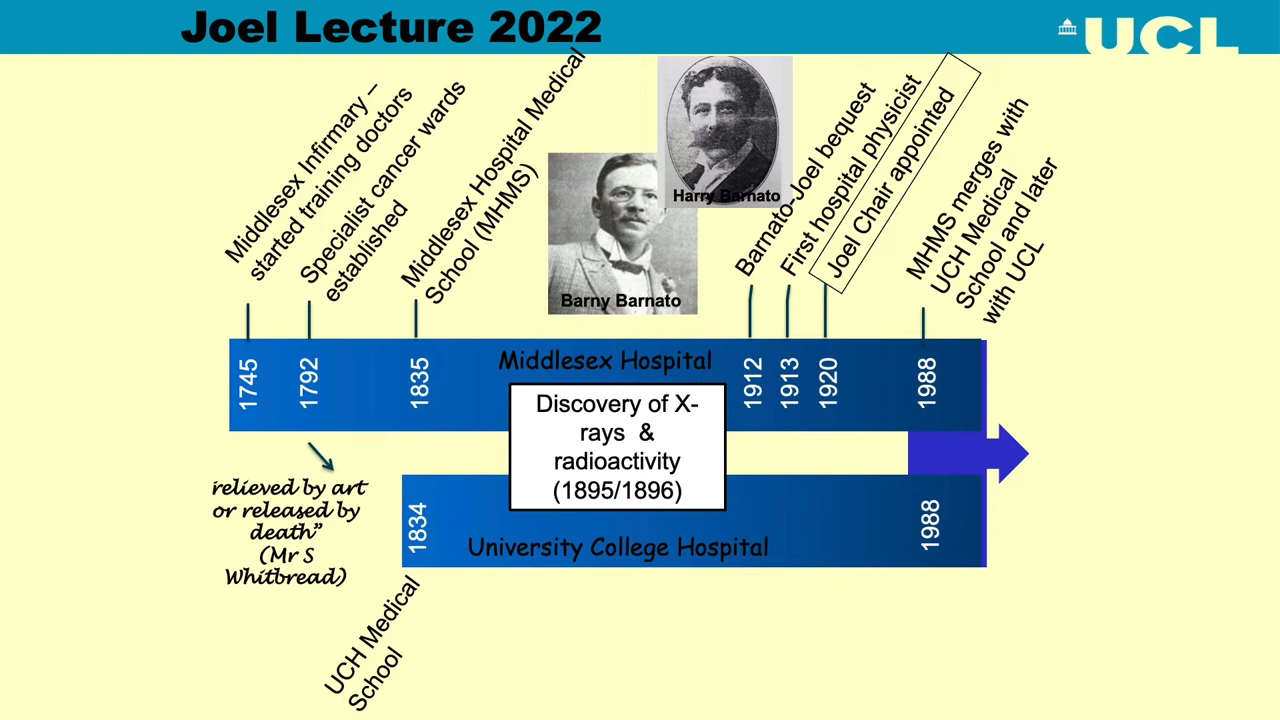 Joel Lecture 2022
UCL
Middlesex Infirmary –
started training doctors
Specialist cancer wards
established
Middlesex Hospital Medical
School (MHMS)
Barny Barnato
Harry Barnato
Barnato-Joel bequest
First hospital physicist
Joel Chair appointed
MHMS merges with
UCH Medical
School and later
with UCL
1745
1792
1835
Middlesex Hospital
1912
1913
1920
1988
Discovery of X-
rays & 
radioactivity
(1895/1896)
relieved by art
or released by
death”
(Mr S
Whitbread)
1834
University College Hospital
1988
UCH Medical
School